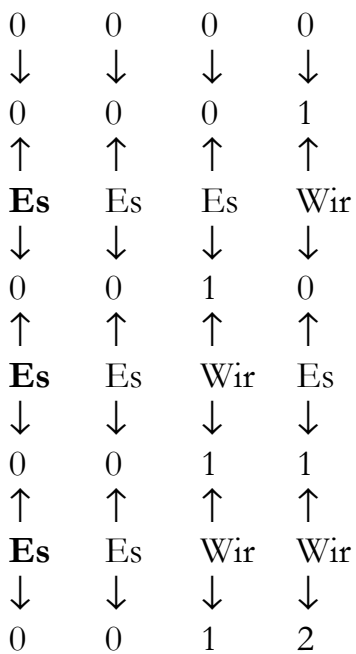 0 0 0 0
↓ ↓ ↓ ↓
0 0 0 1
↑ ↑ ↑ ↑
Es Es Es Wir
↓ ↓ ↓ ↓
0 0 1 0
↑ ↑ ↑ ↑
Es Es Wir Es
↓ ↓ ↓ ↓
0 0 1 1
↑ ↑ ↑ ↑
Es Es Wir Wir
↓ ↓ ↓ ↓
0 0 1 2